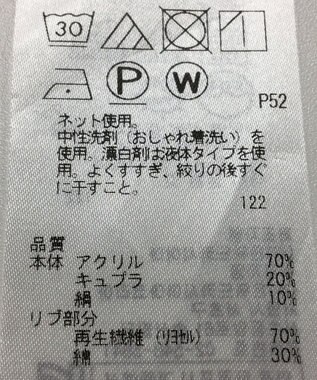 30
P W
P52
ネット使用。
中性洗剤（おしゃれ着洗い）を
使用。漂白剤は液体タイプを使
用。よくすすぎ、絞りの後すぐ
に干すこと。
122
品質
本体 アクリル 70%
キュプラ 20%
絹 10%
リブ部分
再生繊維（リヨセル） 70%
綿 30%